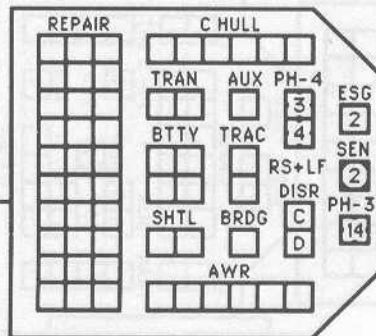 REPAIR
C HULL
TRAN AUX PH-4
3
4
ESG
2
BTTY TRAC
SEN
2
RS+LF
DISR
C
D
PH-3
14
SHTL BRDG
AWR